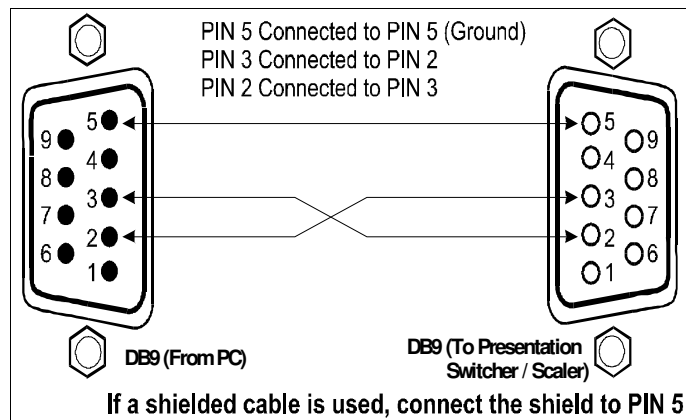 PIN 5 Connected to PIN 5 (Ground)
PIN 3 Connected to PIN 2
PIN 2 Connected to PIN 3
5
9
4
8
3
7
2
6
1
5
9
4
8
3
7
2
6
1
DB9 (From PC)
DB9 (To Presentation
Switcher / Scaler)
If a shielded cable is used, connect the shield to PIN 5